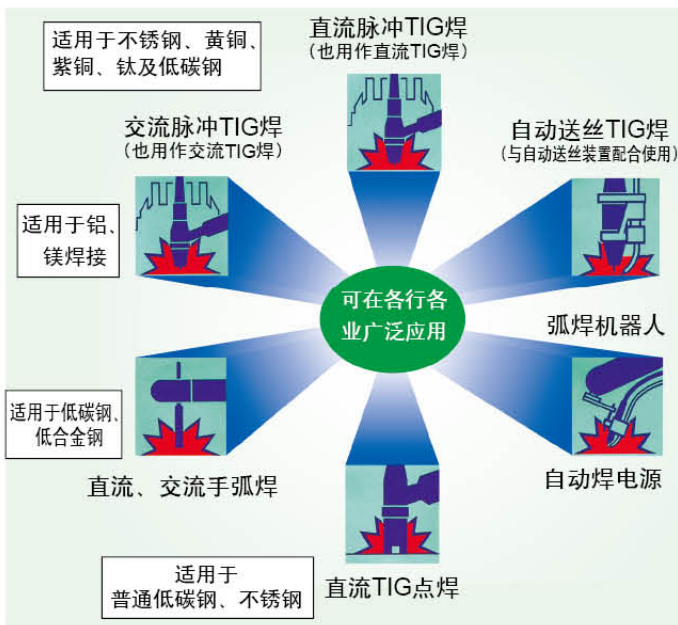 适用于不锈钢、黄铜、
紫铜、钛及低碳钢
直流脉冲TIG焊
(也用作直流TIG焊)
交流脉冲TIG焊
(也用作交流TIG焊)
自动送丝TIG焊
(与自动送丝装置配合使用)
适用于铝、
镁焊接
可在各行各
业广泛应用
弧焊机器人
适用于低碳钢、
低合金钢
直流、交流手弧焊
自动焊电源
适用于
普通低碳钢、不锈钢
直流TIG点焊